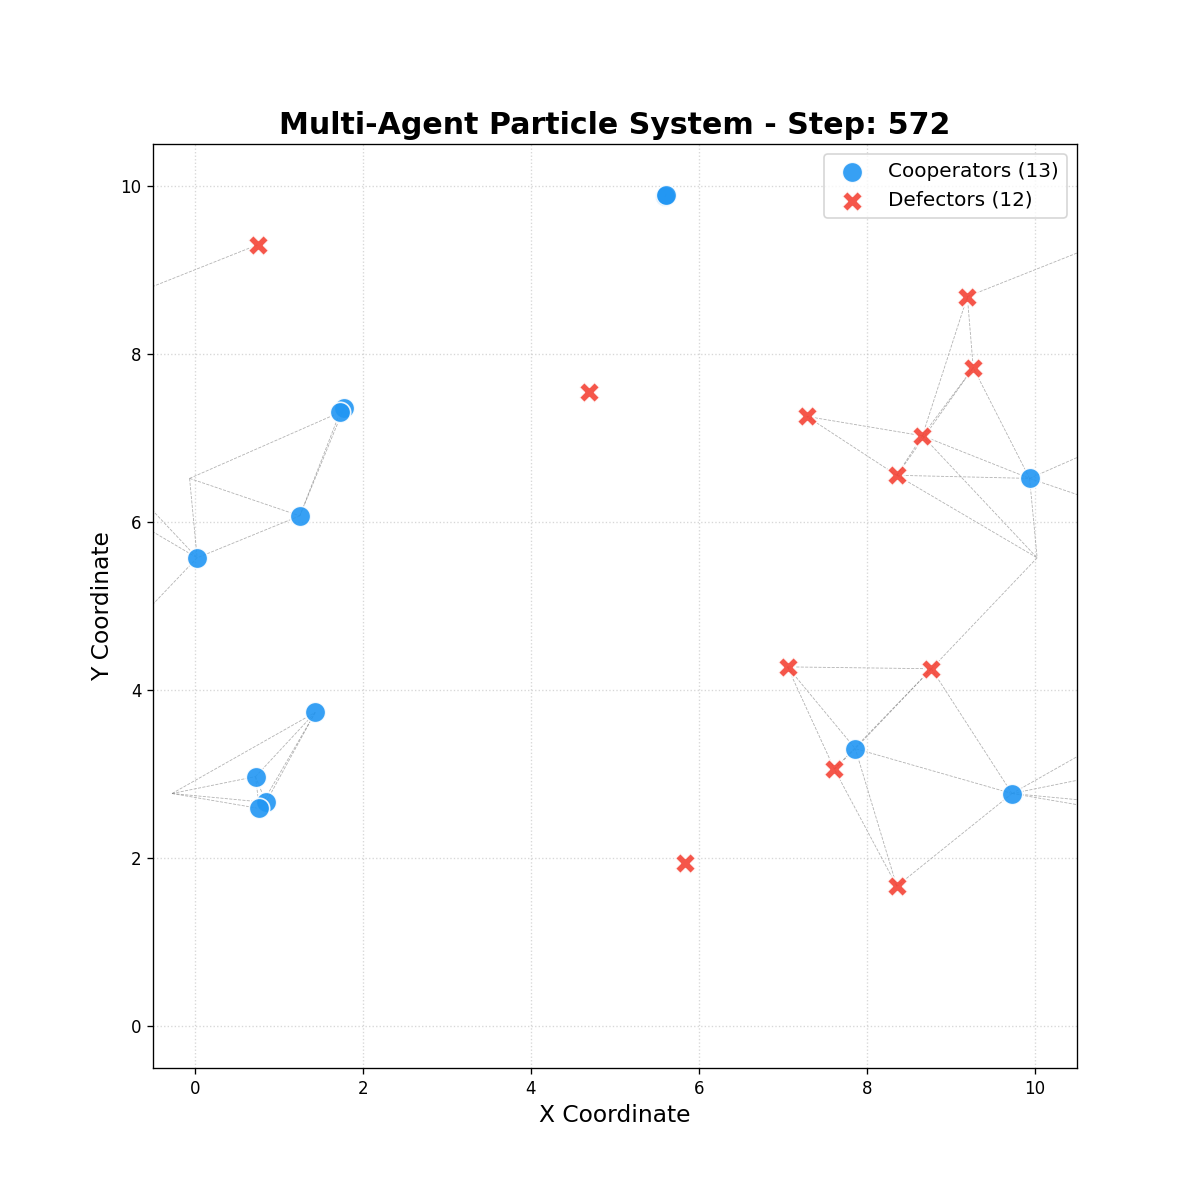 Multi-Agent Particle System - Step: 572
Cooperators (13)
Defectors (12)
10
8
6
4
2
0
Y Coordinate
0 2 4 6 8 10
X Coordinate